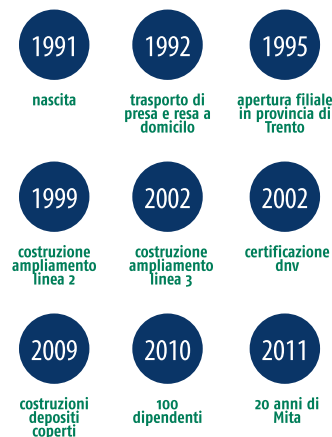 1991
nascita
1992
trasporto di
presa e resa a
domicilo
1995
apertura filiale
in provincia di
Trento
1999
costruzione
ampliamento
linea 2
2002
costruzione
ampliamento
linea 3
2002
certificazione
dnv
2009
costruzioni
depositi
coperti
2010
100
dipendenti
2011
20 anni di
Mita